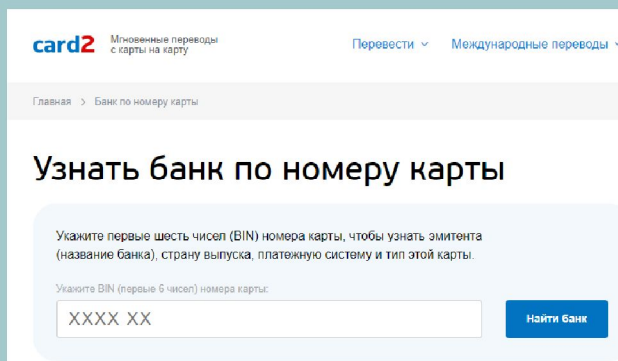 card2
Мгновенные переводы
с карты на карту
Перевести
Международные переводы
Главная > Банк по номеру карты
Узнать банк по номеру карты
Укажите первые шесть чисел (BIN) номера карты, чтобы узнать эмитента
(название банка), страну выпуска, платежную систему и тип этой карты.
Укажите BIN (первые 6 чисел) номера карты:
XXXX XX
Найти банк